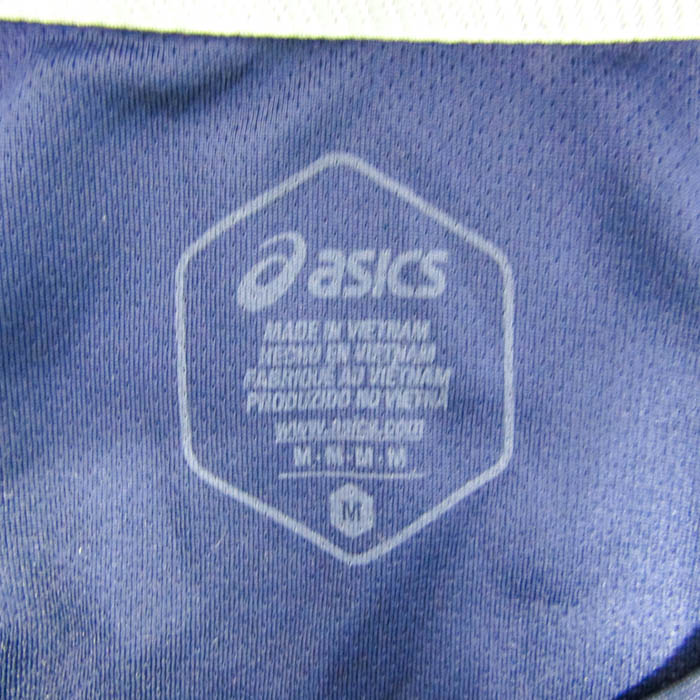 asics
MADE IN VIETNAM
HECHO EN VIETNAM
FABRIQUÉ AU VIETNAM
PRODUZIDO NO VIETNÃ
www.asics.com
M·M·M·M
M